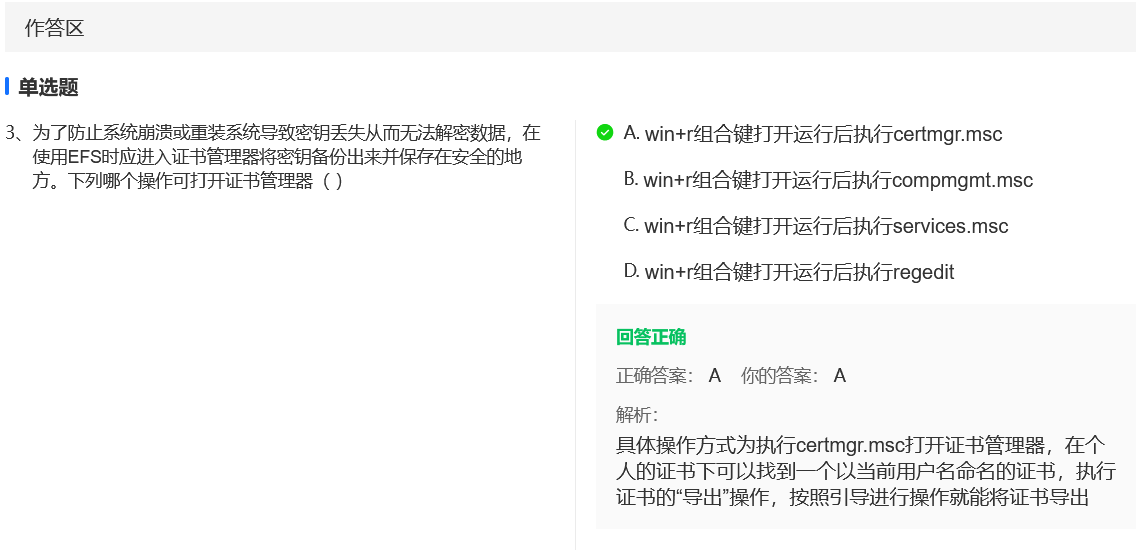 作答区
单选题
3、为了防止系统崩溃或重装系统导致密钥丢失从而无法解密数据，在
使用EFS时应进入证书管理器将密钥备份出来并保存在安全的地
方。下列哪个操作可打开证书管理器（ ）
A. win+r组合键打开运行后执行certmgr.msc
B. win+r组合键打开运行后执行compmgmt.msc
C. win+r组合键打开运行后执行services.msc
D. win+r组合键打开运行后执行regedit
回答正确
正确答案： A 你的答案： A
解析：
具体操作方式为执行certmgr.msc打开证书管理器，在个
人的证书下可以找到一个以当前用户名命名的证书，执行
证书的“导出”操作，按照引导进行操作就能将证书导出